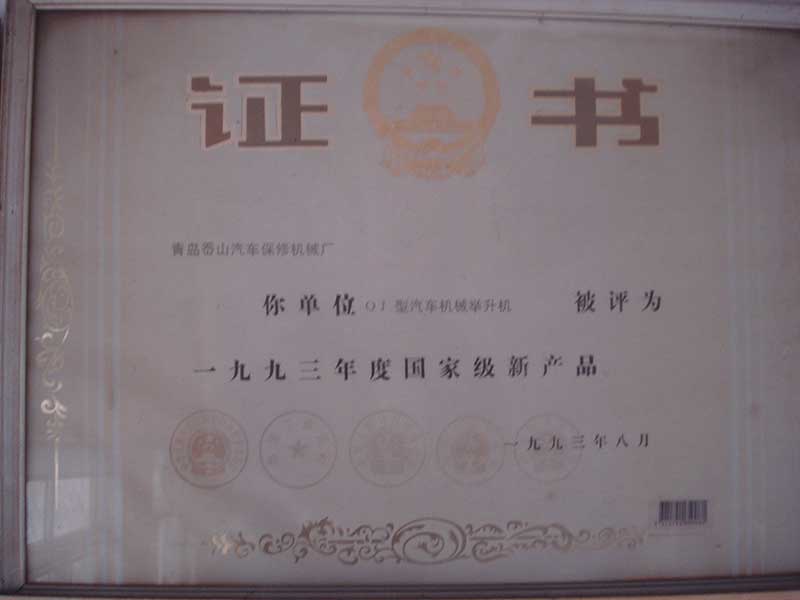 证书
青岛崂山汽车保修机械厂
你单位 QJ 型汽车机械举升机 被评为
一九九三年度国家级新产品
一九九三年八月